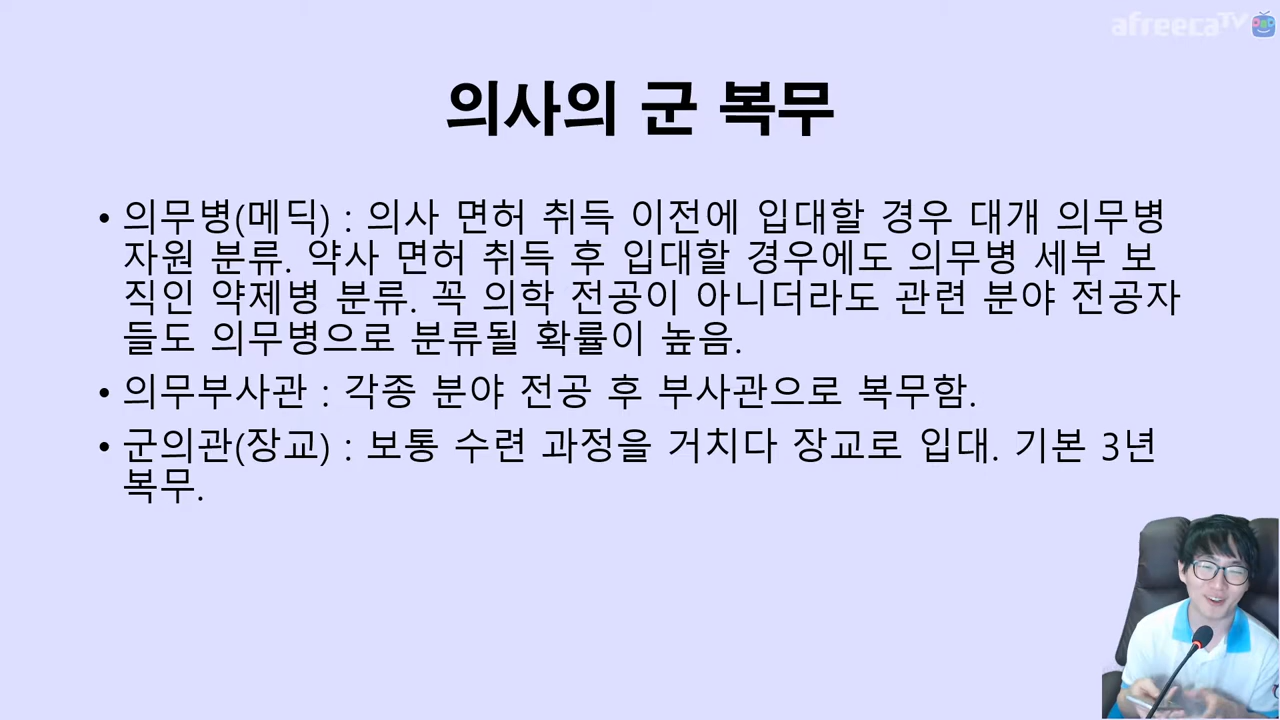 afreecaTV
의사의 군 복무
• 의무병(메딕) : 의사 면허 취득 이전에 입대할 경우 대개 의무병
자원 분류. 약사 면허 취득 후 입대할 경우에도 의무병 세부 보
직인 약제병 분류. 꼭 의학 전공이 아니더라도 관련 분야 전공자
들도 의무병으로 분류될 확률이 높음.
• 의무부사관 : 각종 분야 전공 후 부사관으로 복무함.
• 군의관(장교) : 보통 수련 과정을 거치다 장교로 입대. 기본 3년
복무.